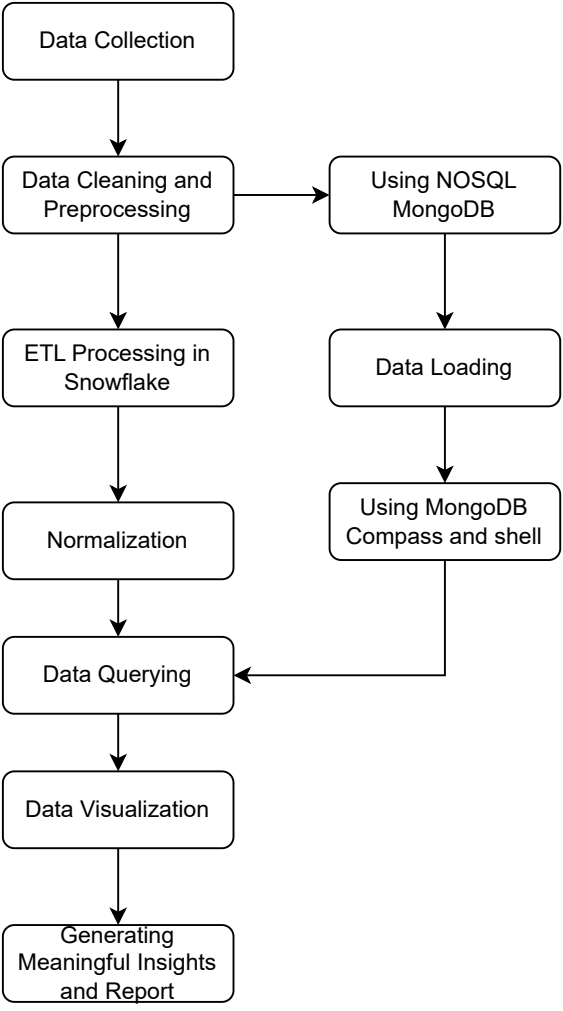 Data Collection
Data Cleaning and
Preprocessing
Using NOSQL
MongoDB
ETL Processing in
Snowflake
Data Loading
Normalization
Using MongoDB
Compass and shell
Data Querying
Data Visualization
Generating
Meaningful Insights
and Report